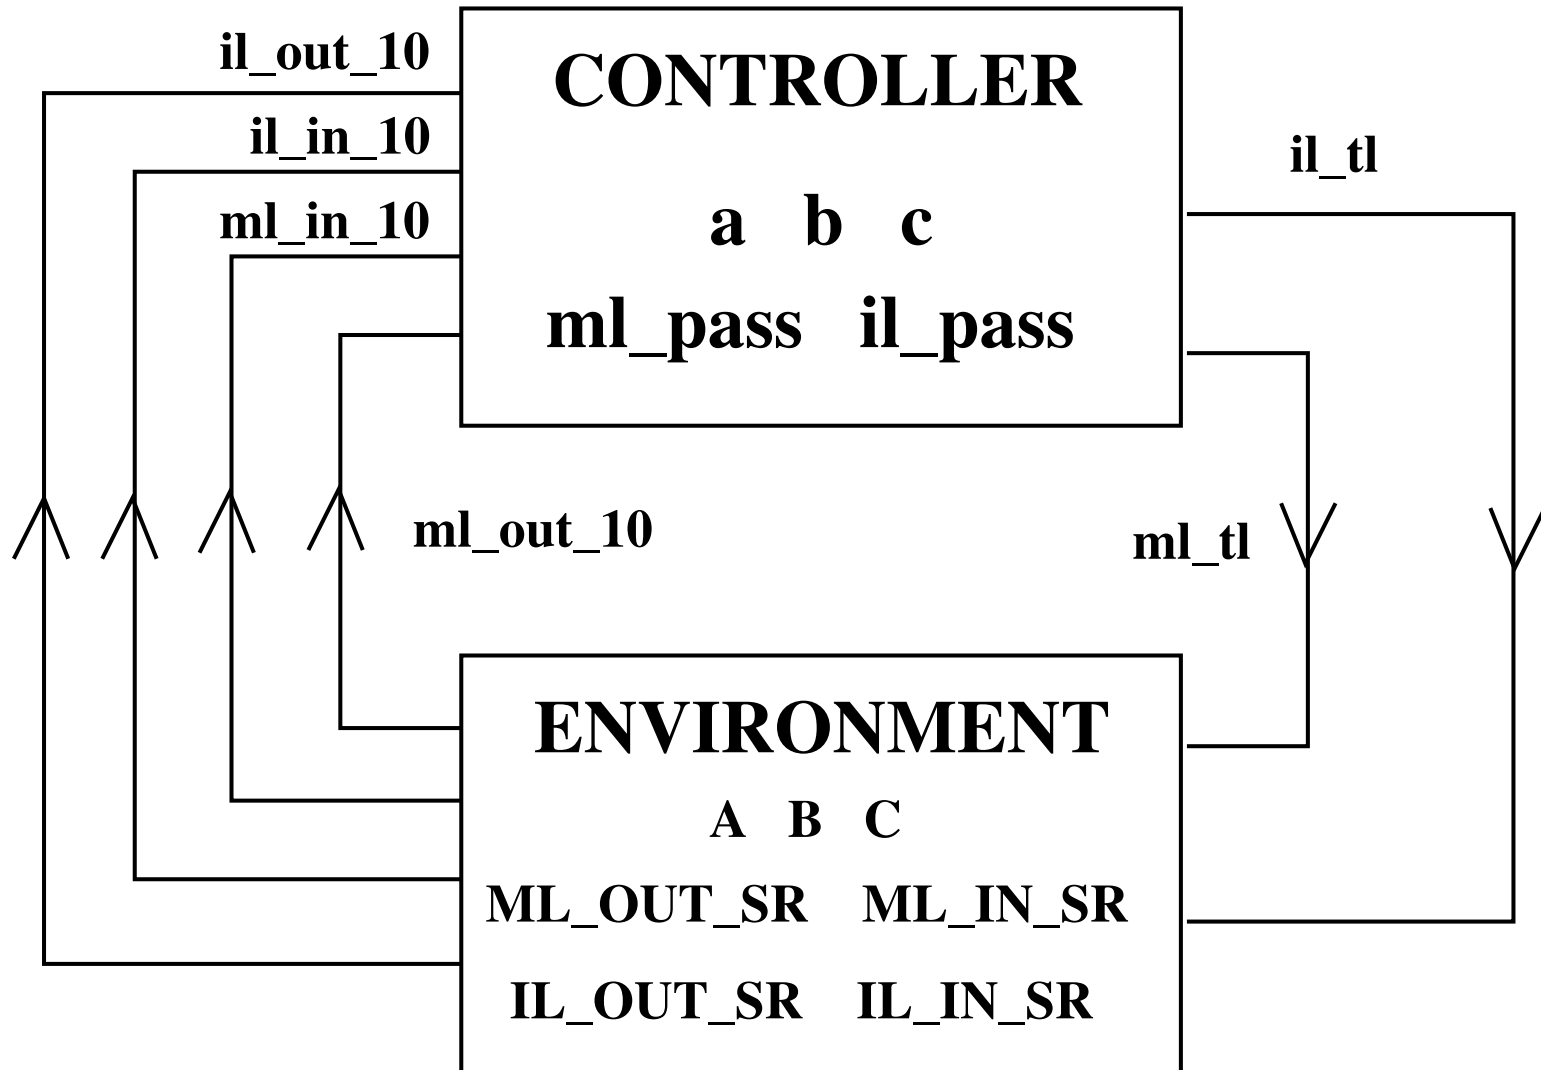 il_out_10
CONTROLLER
il_in_10
il_tl
ml_in_10
a b c
ml_pass il_pass
ml_out_10
ml_tl
ENVIRONMENT
A B C
ML_OUT_SR ML_IN_SR
IL_OUT_SR IL_IN_SR